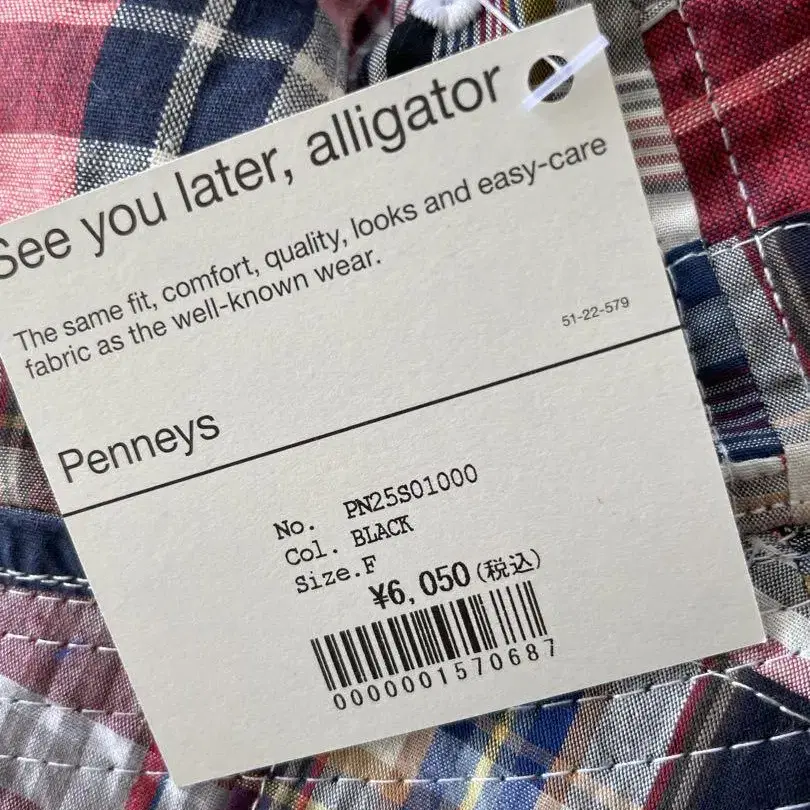 See you later, alligator
The same fit, comfort, quality, looks and easy-care
fabric as the well-known wear.
51-22-579
Penneys
No. PN25S01000
Col. BLACK
Size.F
¥6,050(税込)
0000001570687